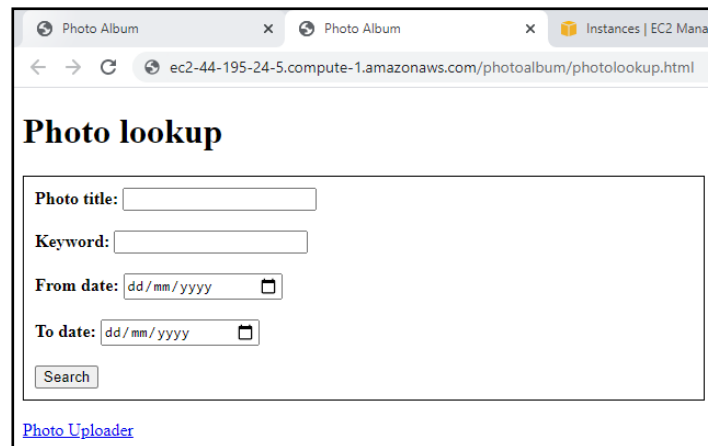 Photo Album Photo Album Instances | EC2 Mana
ec2-44-195-24-5.compute-1.amazonaws.com/photoalbum/photolookup.html
Photo lookup
Photo title:
Keyword:
From date: dd/mm/yyyy
To date: dd/mm/yyyy
Search
Photo Uploader